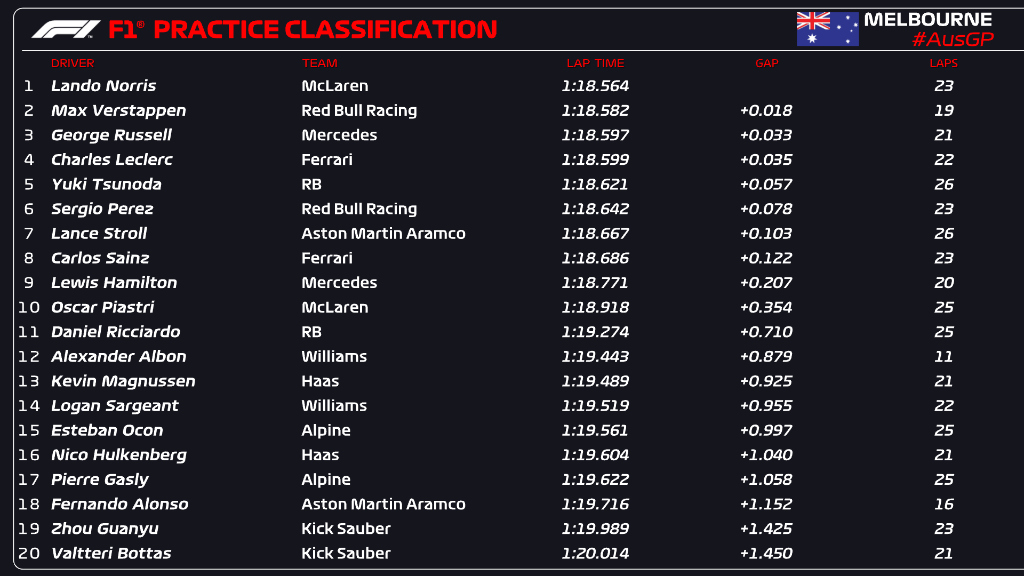 F1® PRACTICE CLASSIFICATION
MELBOURNE
#AusGP
DRIVER TEAM LAP TIME GAP LAPS
1 Lando Norris McLaren 1:18.564 23
2 Max Verstappen Red Bull Racing 1:18.582 +0.018 19
3 George Russell Mercedes 1:18.597 +0.033 21
4 Charles Leclerc Ferrari 1:18.599 +0.035 22
5 Yuki Tsunoda RB 1:18.621 +0.057 26
6 Sergio Perez Red Bull Racing 1:18.642 +0.078 23
7 Lance Stroll Aston Martin Aramco 1:18.667 +0.103 26
8 Carlos Sainz Ferrari 1:18.686 +0.122 23
9 Lewis Hamilton Mercedes 1:18.771 +0.207 20
10 Oscar Piastri McLaren 1:18.918 +0.354 25
11 Daniel Ricciardo RB 1:19.274 +0.710 25
12 Alexander Albon Williams 1:19.443 +0.879 11
13 Kevin Magnussen Haas 1:19.489 +0.925 21
14 Logan Sargeant Williams 1:19.519 +0.955 22
15 Esteban Ocon Alpine 1:19.561 +0.997 25
16 Nico Hulkenberg Haas 1:19.604 +1.040 21
17 Pierre Gasly Alpine 1:19.622 +1.058 25
18 Fernando Alonso Aston Martin Aramco 1:19.716 +1.152 16
19 Zhou Guanyu Kick Sauber 1:19.989 +1.425 23
20 Valtteri Bottas Kick Sauber 1:20.014 +1.450 21